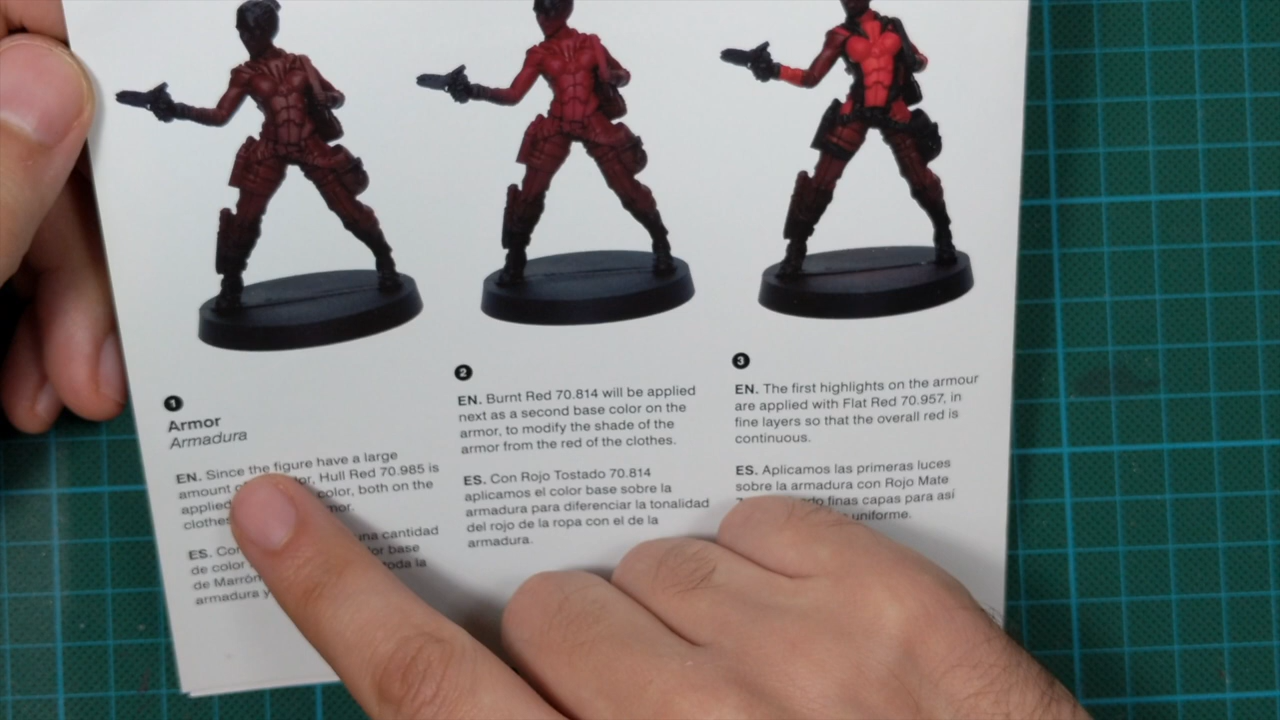 1
Armor
Armadura
EN. Since the figure have a large
amount Hull Red 70.985 is
applied color, both on the
clothes
ES. cantidad
de color base
de Marrón toda la
armadura y
2
EN. Burnt Red 70.814 will be applied
next as a second base color on the
armor, to modify the shade of the
armor from the red of the clothes.
ES. Con Rojo Tostado 70.814
aplicamos el color base sobre la
armadura para diferenciar la tonalidad
del rojo de la ropa con el de la
armadura.
3
EN. The first highlights on the armour
are applied with Flat Red 70.957, in
fine layers so that the overall red is
continuous.
ES. Aplicamos las primeras luces
sobre la armadura con Rojo Mate
finas capas para así
uniforme.